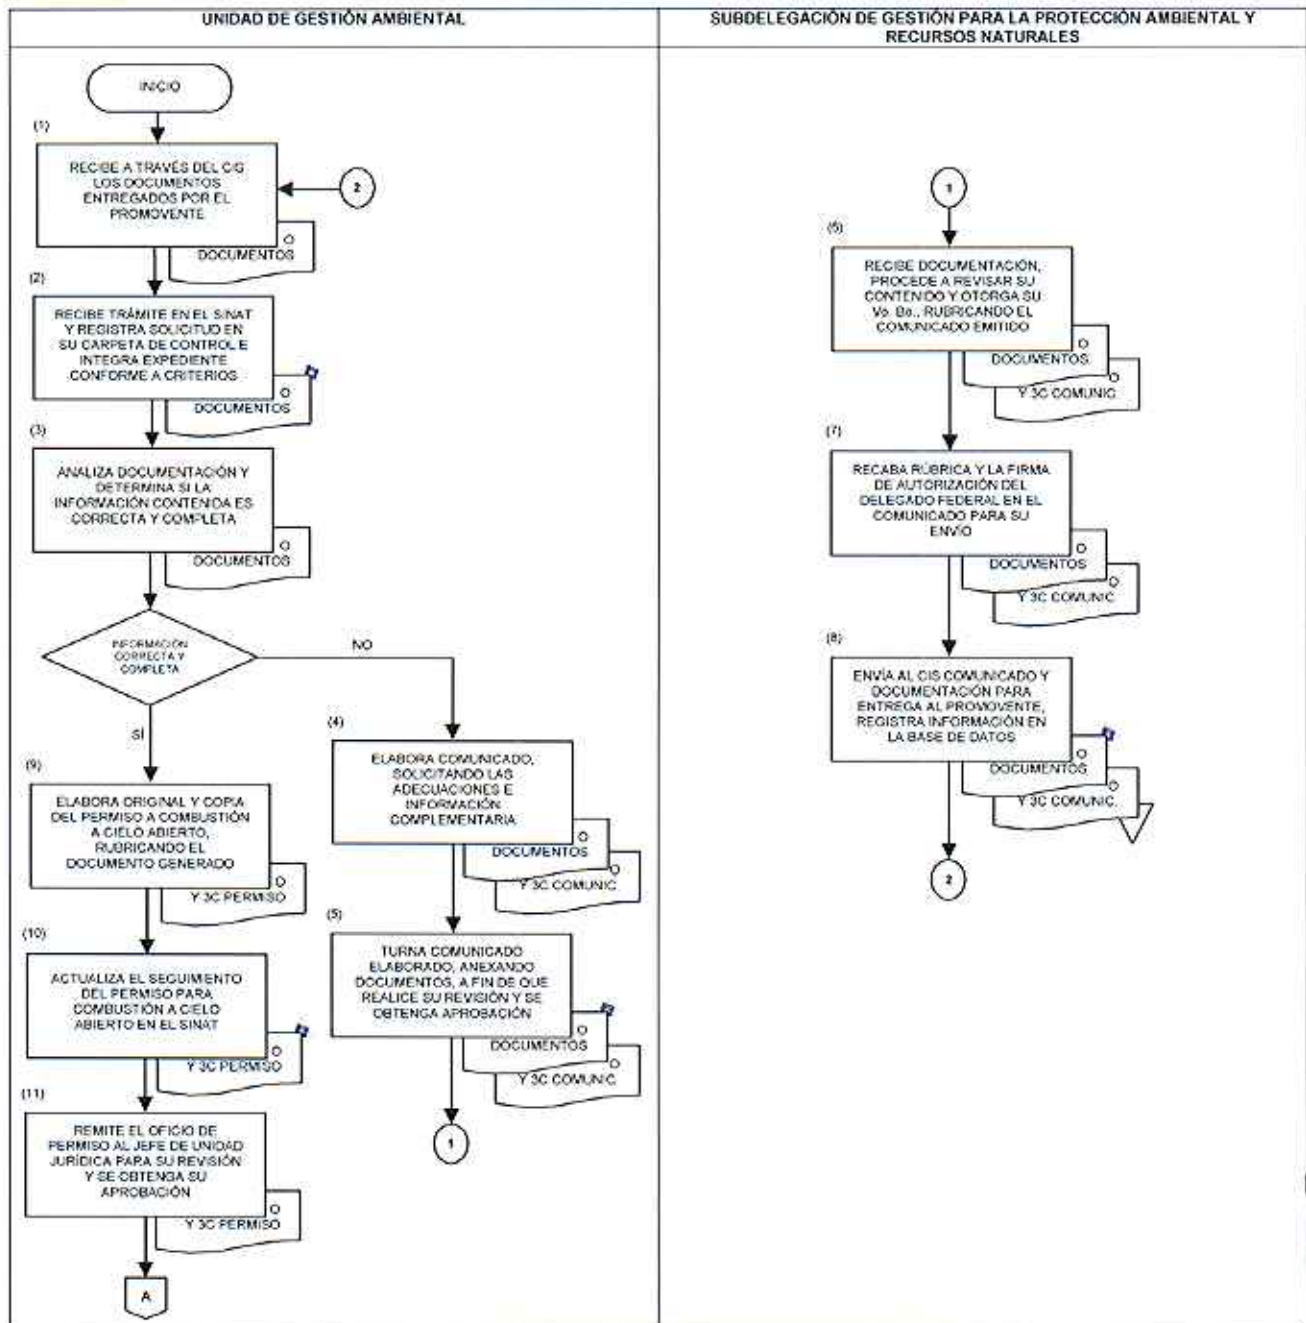 UNIDAD DE GESTIÓN AMBIENTAL
SUBDELEGACIÓN DE GESTIÓN PARA LA PROTECCIÓN AMBIENTAL Y
RECURSOS NATURALES
INICIO
(1)
RECIBE A TRAVÉS DEL CIS
LOS DOCUMENTOS
ENTREGADOS POR EL
PROMOVENTE
2
O
DOCUMENTOS
(2)
RECIBE TRÁMITE EN EL SINAT
Y REGISTRA SOLICITUD EN
SU CARPETA DE CONTROL E
INTEGRA EXPEDIENTE
CONFORME A CRITERIOS
O
DOCUMENTOS
(3)
ANALIZA DOCUMENTACIÓN Y
DETERMINA SI LA
INFORMACIÓN CONTENIDA ES
CORRECTA Y COMPLETA
O
DOCUMENTOS
INFORMACIÓN
CORRECTA Y
COMPLETA
NO
SÍ
(9)
ELABORA ORIGINAL Y COPIA
DEL PERMISO A COMBUSTIÓN
A CIELO ABIERTO,
RUBRICANDO EL
DOCUMENTO GENERADO
O
Y 3C PERMISO
(10)
ACTUALIZA EL SEGUIMIENTO
DEL PERMISO PARA
COMBUSTIÓN A CIELO
ABIERTO EN EL SINAT
O
Y 3C PERMISO
(11)
REMITE EL OFICIO DE
PERMISO AL JEFE DE UNIDAD
JURÍDICA PARA SU REVISIÓN
Y SE OBTENGA SU
APROBACIÓN
O
Y 3C PERMISO
A
(4)
ELABORA COMUNICADO,
SOLICITANDO LAS
ADECUACIONES E
INFORMACIÓN
COMPLEMENTARIA
O
DOCUMENTOS
O
Y 3C COMUNIC
(5)
TURNA COMUNICADO
ELABORADO, ANEXANDO
DOCUMENTOS, A FIN DE QUE
REALICE SU REVISIÓN Y SE
OBTENGA APROBACIÓN
O
DOCUMENTOS
O
Y 3C COMUNIC
1
1
(6)
RECIBE DOCUMENTACIÓN,
PROCEDE A REVISAR SU
CONTENIDO Y OTORGA SU
Vo. Bo., RUBRICANDO EL
COMUNICADO EMITIDO
O
DOCUMENTOS
O
Y 3C COMUNIC
(7)
RECABA RÚBRICA Y LA FIRMA
DE AUTORIZACIÓN DEL
DELEGADO FEDERAL EN EL
COMUNICADO PARA SU
ENVÍO
O
DOCUMENTOS
O
Y 3C COMUNIC
(8)
ENVÍA AL CIS COMUNICADO Y
DOCUMENTACIÓN PARA
ENTREGA AL PROMOVENTE,
REGISTRA INFORMACIÓN EN
LA BASE DE DATOS
O
DOCUMENTOS
O
Y 3C COMUNIC.
2